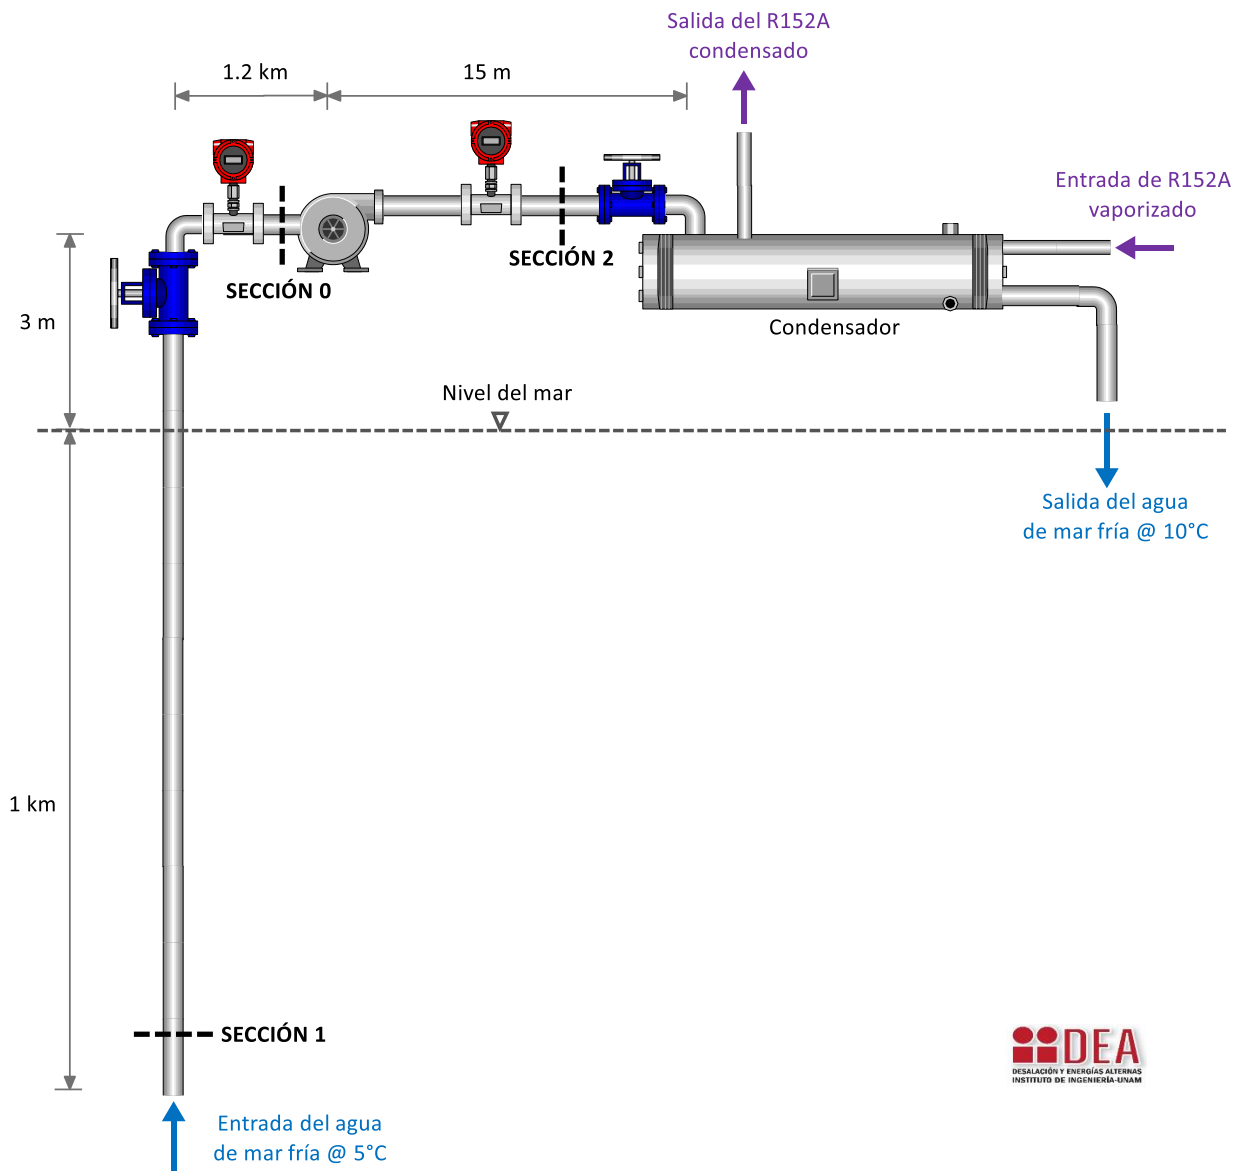 Salida del R152A
condensado
1.2 km
15 m
Entrada de R152A
vaporizado
SECCIÓN 2
SECCIÓN 0
3 m
Condensador
Nivel del mar
Salida del agua
de mar fría @ 10°C
1 km
SECCIÓN 1
DEA
DESALACIÓN Y ENERGÍAS ALTERNAS
INSTITUTO DE INGENIERÍA-UNAM
Entrada del agua
de mar fría @ 5°C